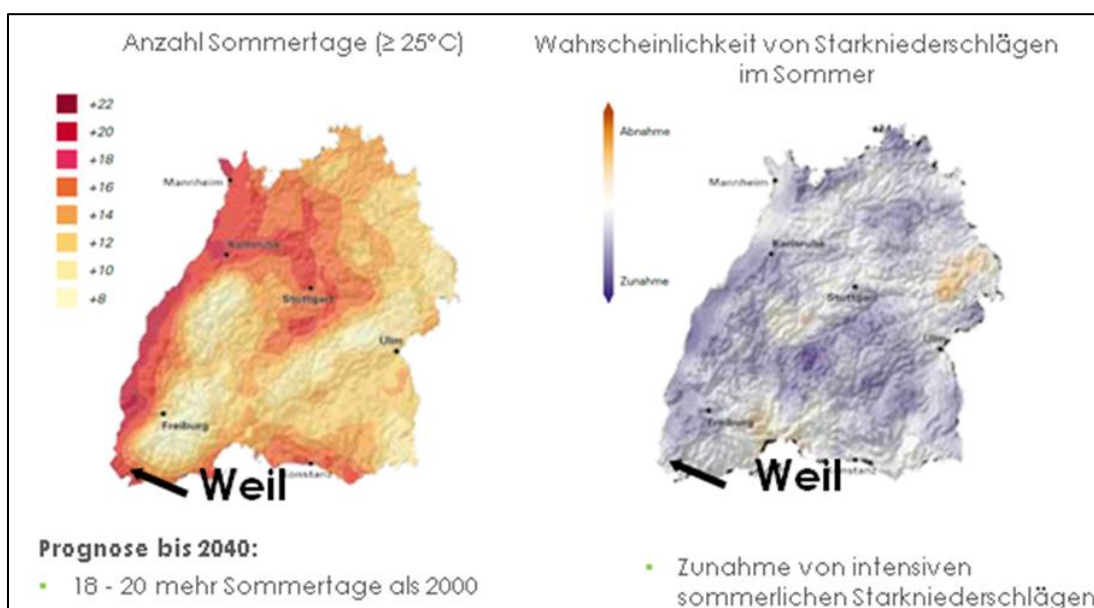 Anzahl Sommertage (≥ 25°C)
+22
+20
+18
+16
+14
+12
+10
+8
Mannheim
Karlsruhe
Stuttgart
Ulm
Freiburg
Konstanz
Weil
Wahrscheinlichkeit von Starkniederschlägen
im Sommer
Abnahme
Zunahme
Mannheim
Karlsruhe
Stuttgart
Ulm
Freiburg
Konstanz
Weil
Prognose bis 2040:
▪ 18 - 20 mehr Sommertage als 2000
▪ Zunahme von intensiven
sommerlichen Starkniederschlägen